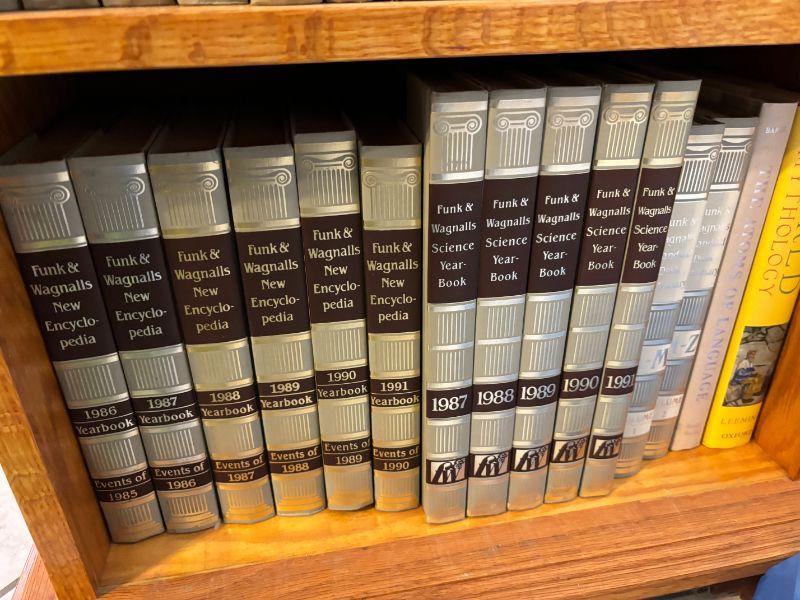 Funk &
Wagnalls
New
Encyclo-
pedia
1986
Yearbook
Events of
1985
Funk &
Wagnalls
New
Encyclo-
pedia
1987
Yearbook
Events of
1986
Funk &
Wagnalls
New
Encyclo-
pedia
1988
Yearbook
Events of
1987
Funk &
Wagnalls
New
Encyclo-
pedia
1989
Yearbook
Events of
1988
Funk &
Wagnalls
New
Encyclo-
pedia
1990
Yearbook
Events of
1989
Funk &
Wagnalls
New
Encyclo-
pedia
1991
Yearbook
Events of
1990
Funk &
Wagnalls
Science
Year-
Book
1987
Funk &
Wagnalls
Science
Year-
Book
1988
Funk &
Wagnalls
Science
Year-
Book
1989
Funk &
Wagnalls
Science
Year-
Book
1990
Funk &
Wagnalls
Science
Year-
Book
1991
Funk &
-M
Funk &
-Z
THE LOOM OF LANGUAGE
MYTHOLOGY
LEEMING
OXFORD